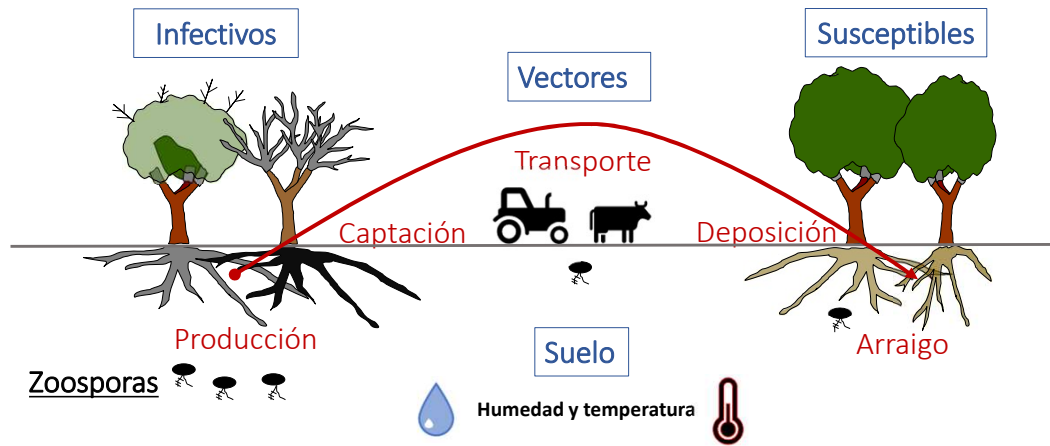 Infectivos
Susceptibles
Vectores
Transporte
Captación
Deposición
Producción
Arraigo
Suelo
Zoosporas
Humedad y temperatura